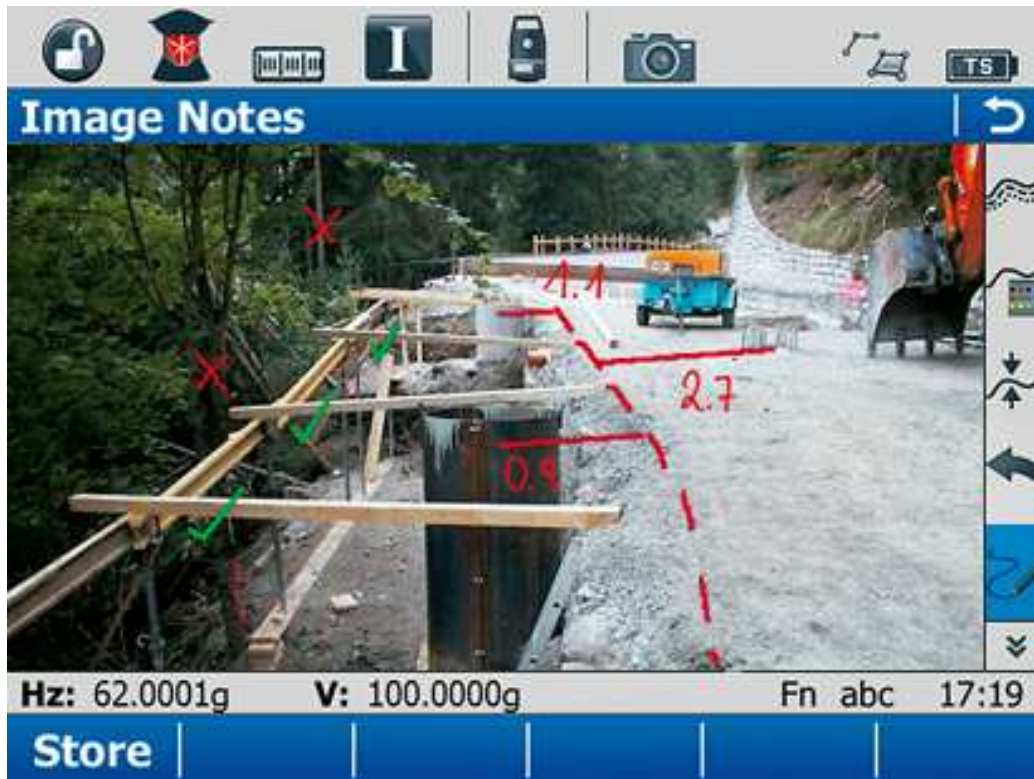 I
TS
Image Notes
1.1
2.7
0.9
Hz: 62.0001g V: 100.0000g Fn abc 17:19
Store